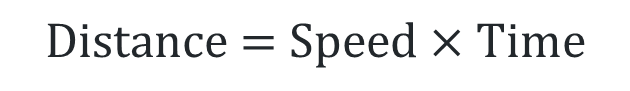 Distance = Speed × Time